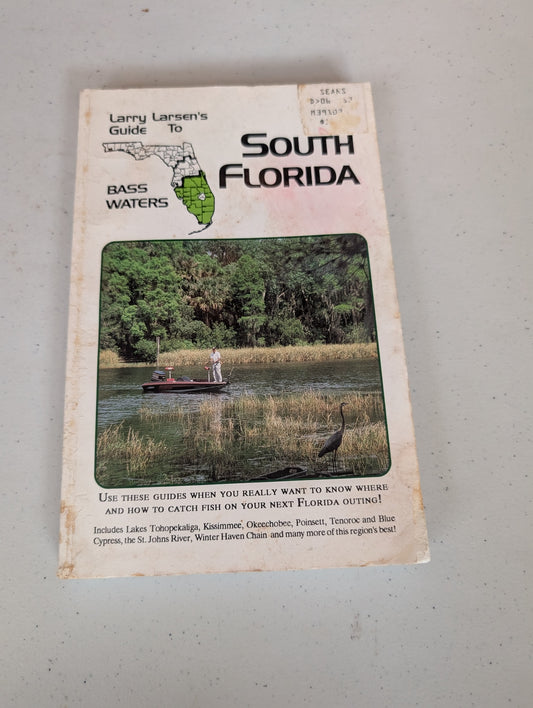 SEARS
Larry Larsen's
Guide To
BASS
WATERS
SOUTH
FLORIDA
USE THESE GUIDES WHEN YOU REALLY WANT TO KNOW WHERE
AND HOW TO CATCH FISH ON YOUR NEXT FLORIDA OUTING!
Includes Lakes Tohopekaliga, Kissimmee, Okeechobee, Poinsett, Tenoroc and Blue
Cypress, the St. Johns River, Winter Haven Chain and many more of this region's best!